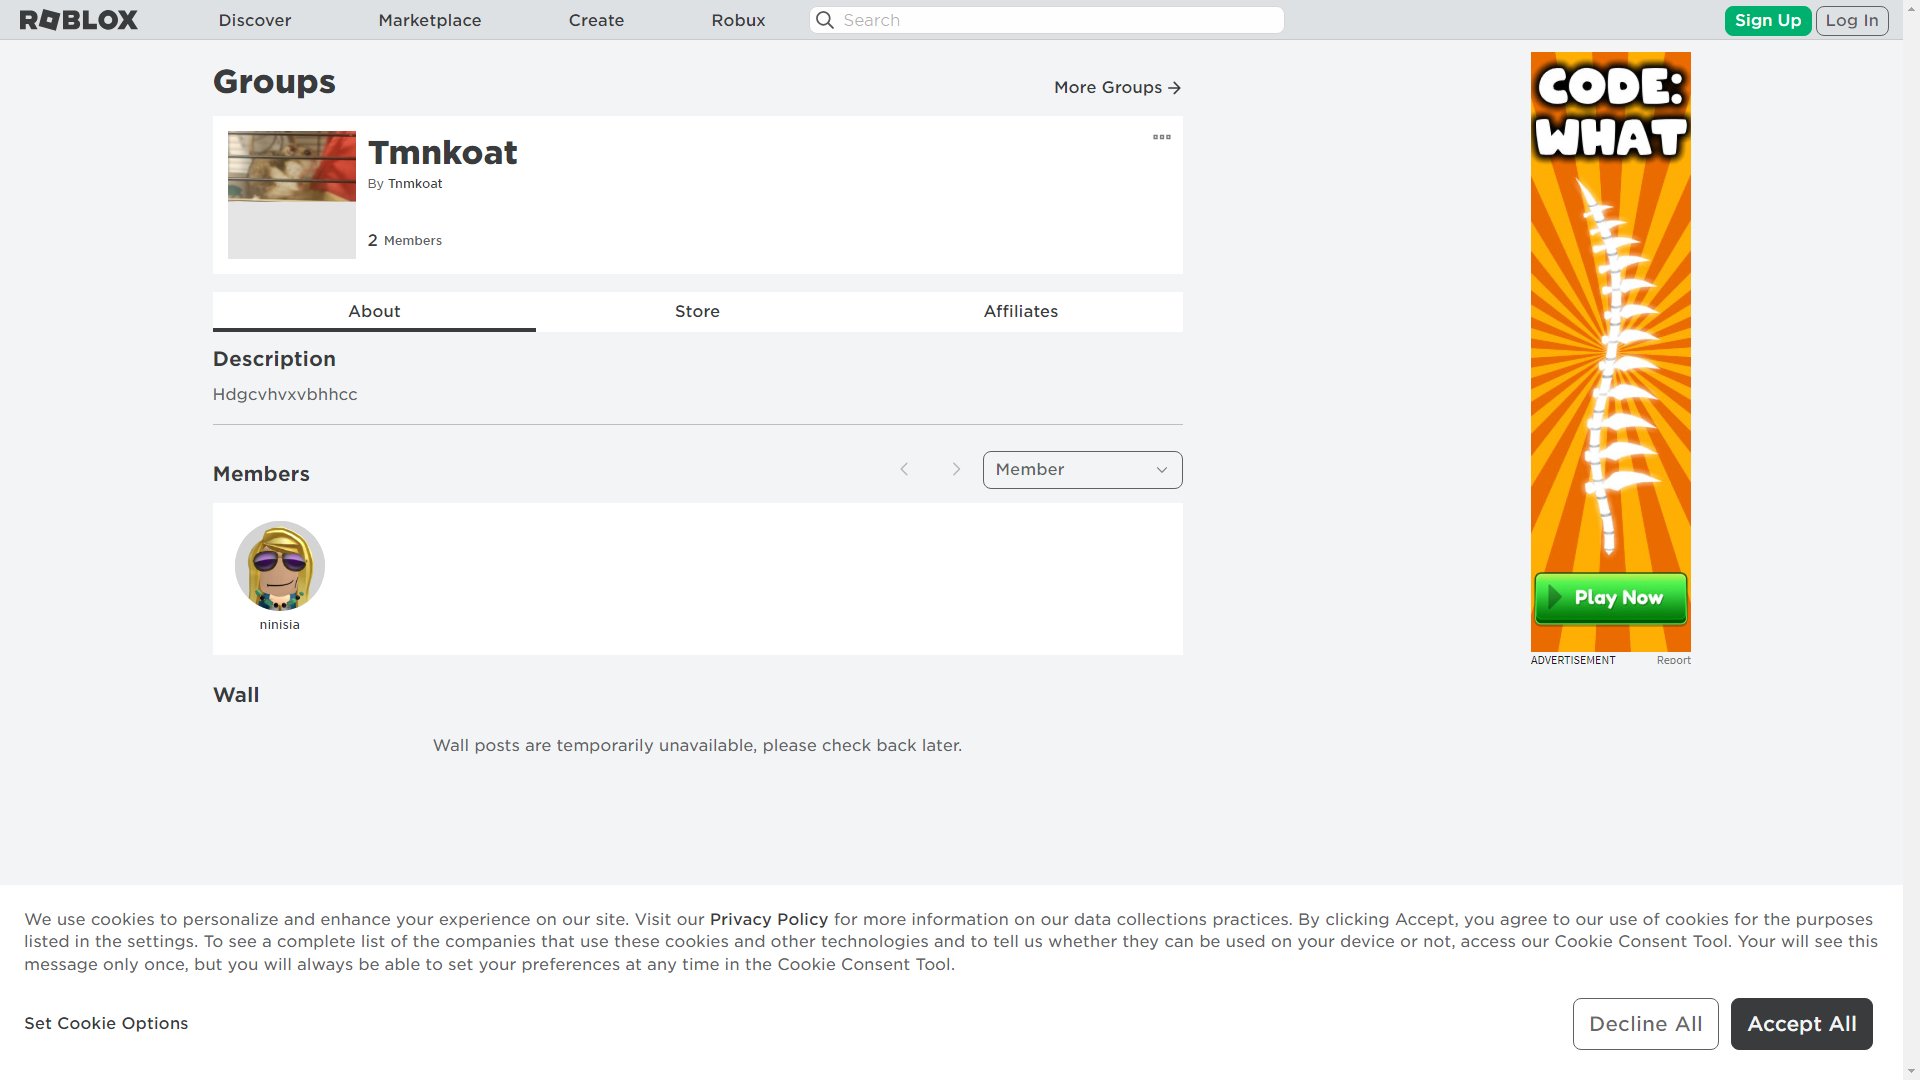 ROBLOX
Discover
Marketplace
Create
Robux
Search
Sign Up
Log In
Groups
More Groups
Tmnkoat
By Tnmkoat
2 Members
About
Store
Affiliates
Description
Hdgcvhvxvbhhcc
Members
Member
ninisia
Wall
Wall posts are temporarily unavailable, please check back later.
CODE:
WHAT
Play Now
ADVERTISEMENT
Report
We use cookies to personalize and enhance your experience on our site. Visit our Privacy Policy for more information on our data collections practices. By clicking Accept, you agree to our use of cookies for the purposes
listed in the settings. To see a complete list of the companies that use these cookies and other technologies and to tell us whether they can be used on your device or not, access our Cookie Consent Tool. Your will see this
message only once, but you will always be able to set your preferences at any time in the Cookie Consent Tool.
Set Cookie Options
Decline All
Accept All